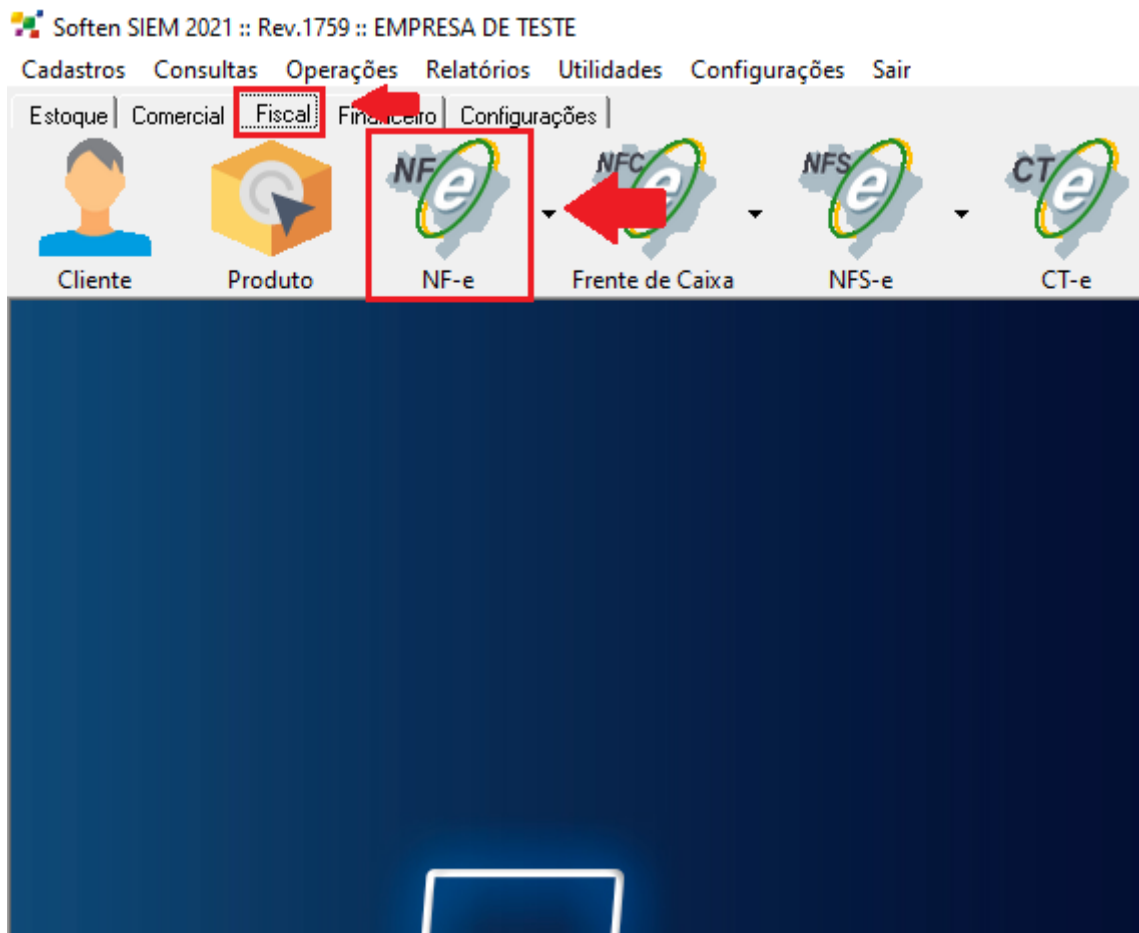 Soften SIEM 2021 :: Rev.1759 :: EMPRESA DE TESTE
Cadastros Consultas Operações Relatórios Utilidades Configurações Sair
Estoque Comercial Fiscal Financeiro Configurações
NF e NFC e NFS e CT e
Cliente Produto NF-e Frente de Caixa NFS-e CT-e